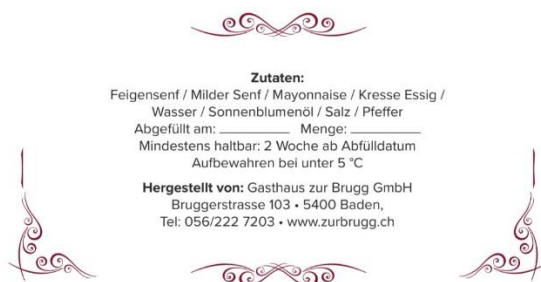 Zutaten:
Feigensenf / Milder Senf / Mayonnaise / Kresse Essig /
Wasser / Sonnenblumenöl / Salz / Pfeffer
Abgefüllt am: __________ Menge: __________
Mindestens haltbar: 2 Woche ab Abfülldatum
Aufbewahren bei unter 5 °C
Hergestellt von: Gasthaus zur Brugg GmbH
Bruggerstrasse 103 • 5400 Baden,
Tel: 056/222 7203 • www.zurbrugg.ch